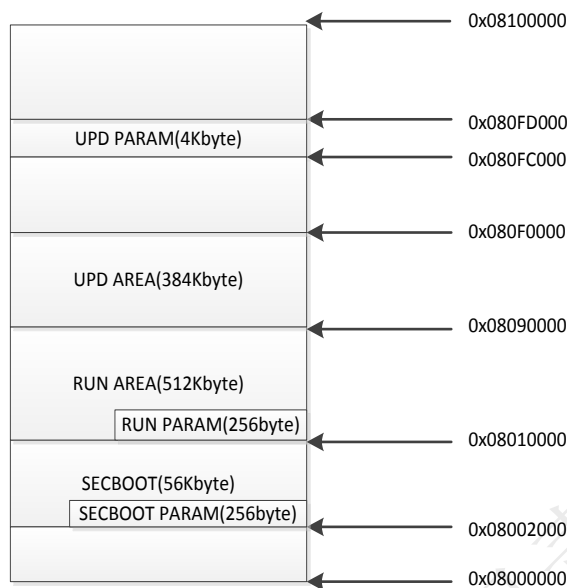 0x08100000
0x080FD000
UPD PARAM(4Kbyte)
0x080FC000
0x080F0000
UPD AREA(384Kbyte)
0x08090000
RUN AREA(512Kbyte)
RUN PARAM(256byte)
0x08010000
SECBOOT(56Kbyte)
SECBOOT PARAM(256byte)
0x08002000
0x08000000